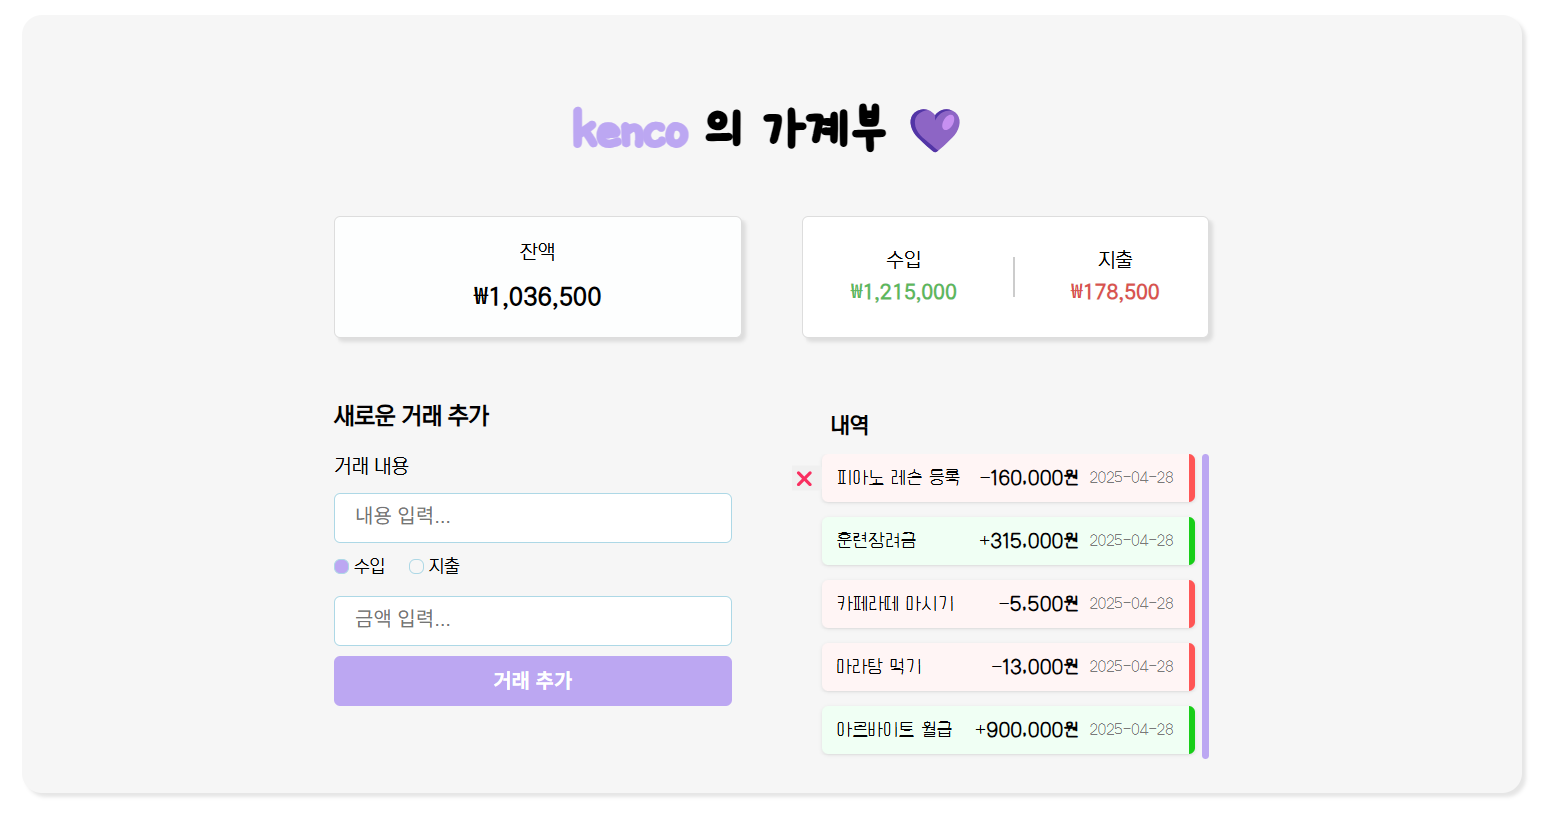 kenco 의 가계부 💜
잔액
₩1,036,500
수입
₩1,215,000
지출
₩178,500
새로운 거래 추가
거래 내용
내용 입력...
수입 지출
금액 입력...
거래 추가
내역
피아노 레슨 등록 -160,000원 2025-04-28
훈련장려금 +315,000원 2025-04-28
카페라떼 마시기 -5,500원 2025-04-28
마라탕 먹기 -13,000원 2025-04-28
아르바이트 월급 +900,000원 2025-04-28